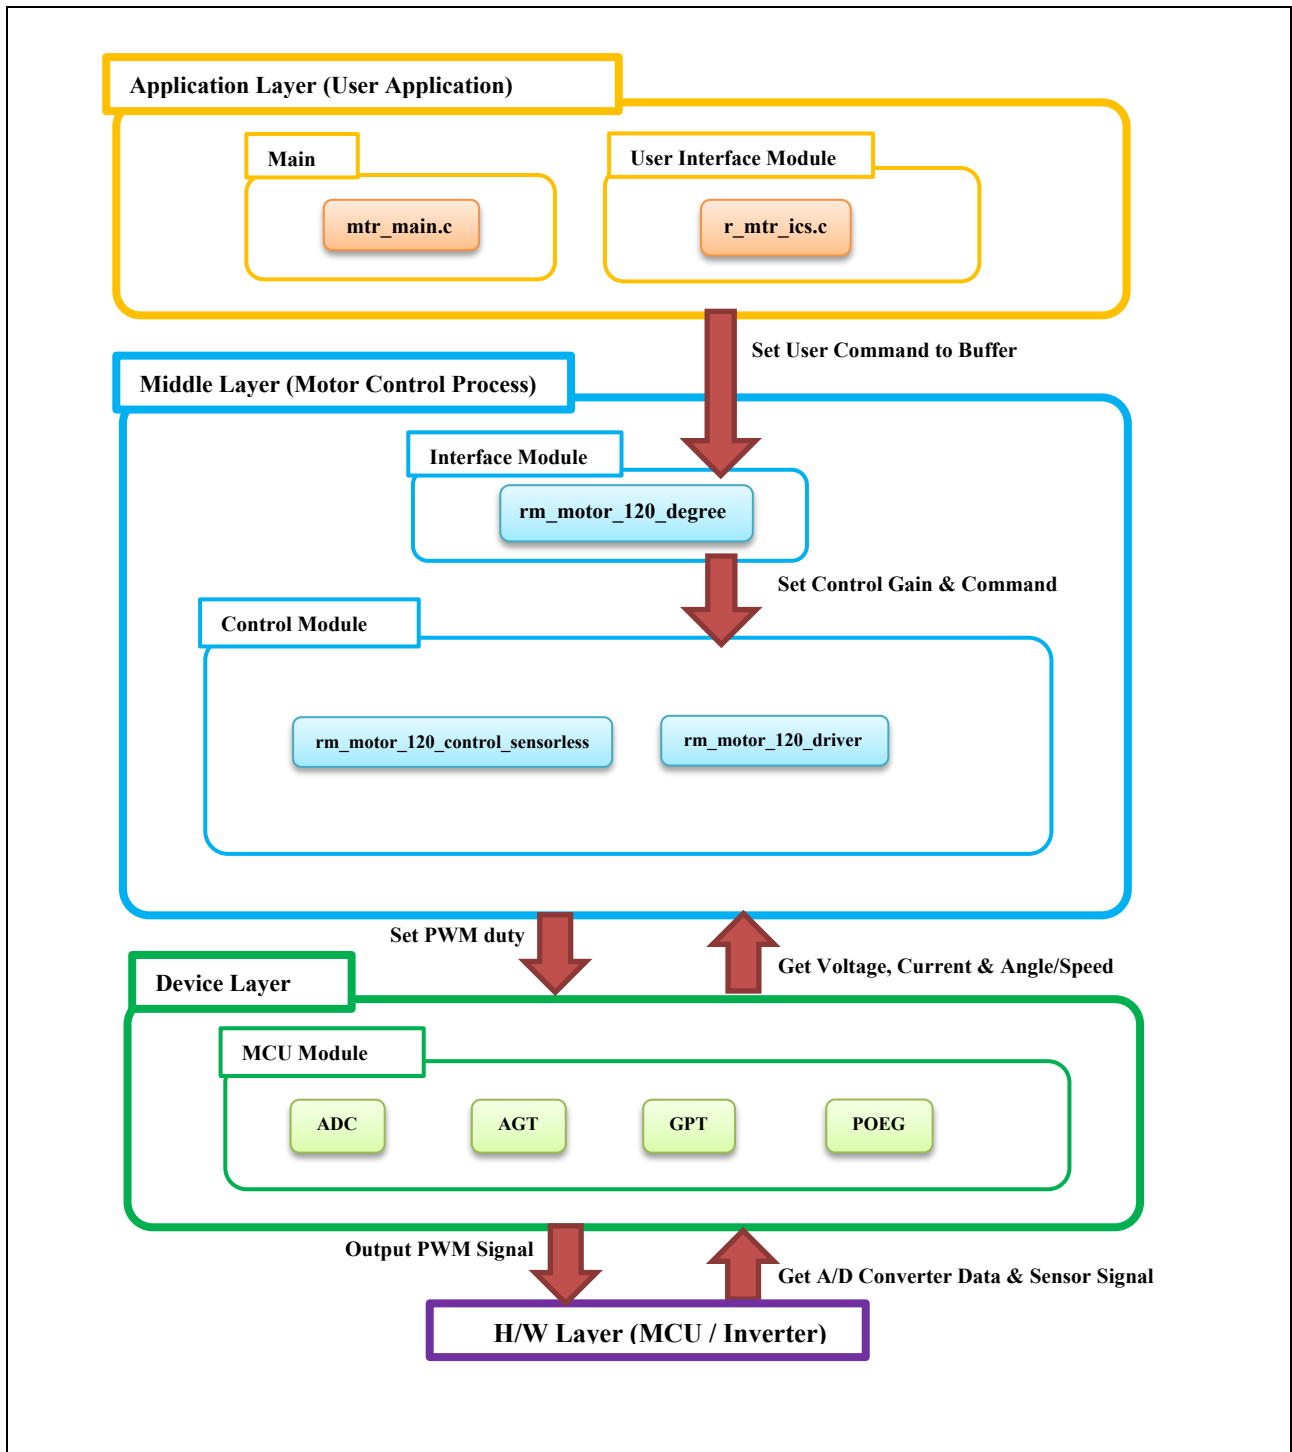 Application Layer (User Application)
Main
User Interface Module
mtr_main.c
r_mtr_ics.c
Set User Command to Buffer
Middle Layer (Motor Control Process)
Interface Module
rm_motor_120_degree
Set Control Gain & Command
Control Module
rm_motor_120_control_sensorless
rm_motor_120_driver
Set PWM duty
Get Voltage, Current & Angle/Speed
Device Layer
MCU Module
ADC
AGT
GPT
POEG
Output PWM Signal
Get A/D Converter Data & Sensor Signal
H/W Layer (MCU / Inverter)